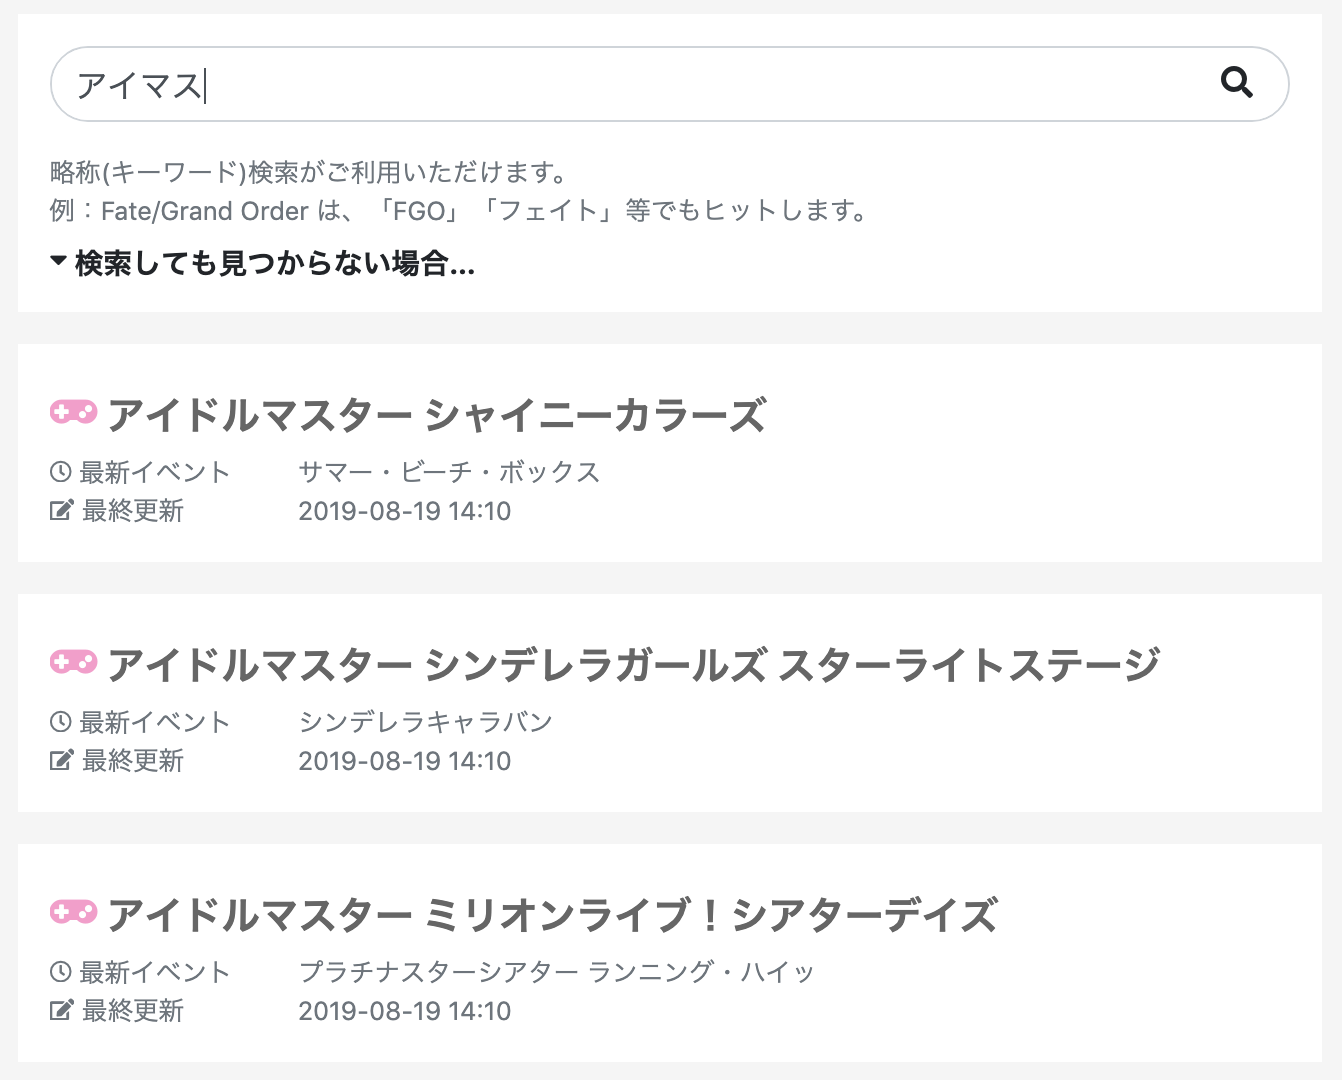 アイマス
略称(キーワード)検索がご利用いただけます。
例：Fate/Grand Order は、「FGO」「フェイト」等でもヒットします。
検索しても見つからない場合...
アイドルマスター シャイニーカラーズ
最新イベント サマー・ビーチ・ボックス
最終更新 2019-08-19 14:10
アイドルマスター シンデレラガールズ スターライトステージ
最新イベント シンデレラキャラバン
最終更新 2019-08-19 14:10
アイドルマスター ミリオンライブ！シアターデイズ
最新イベント プラチナスターシアター ランニング・ハイッ
最終更新 2019-08-19 14:10